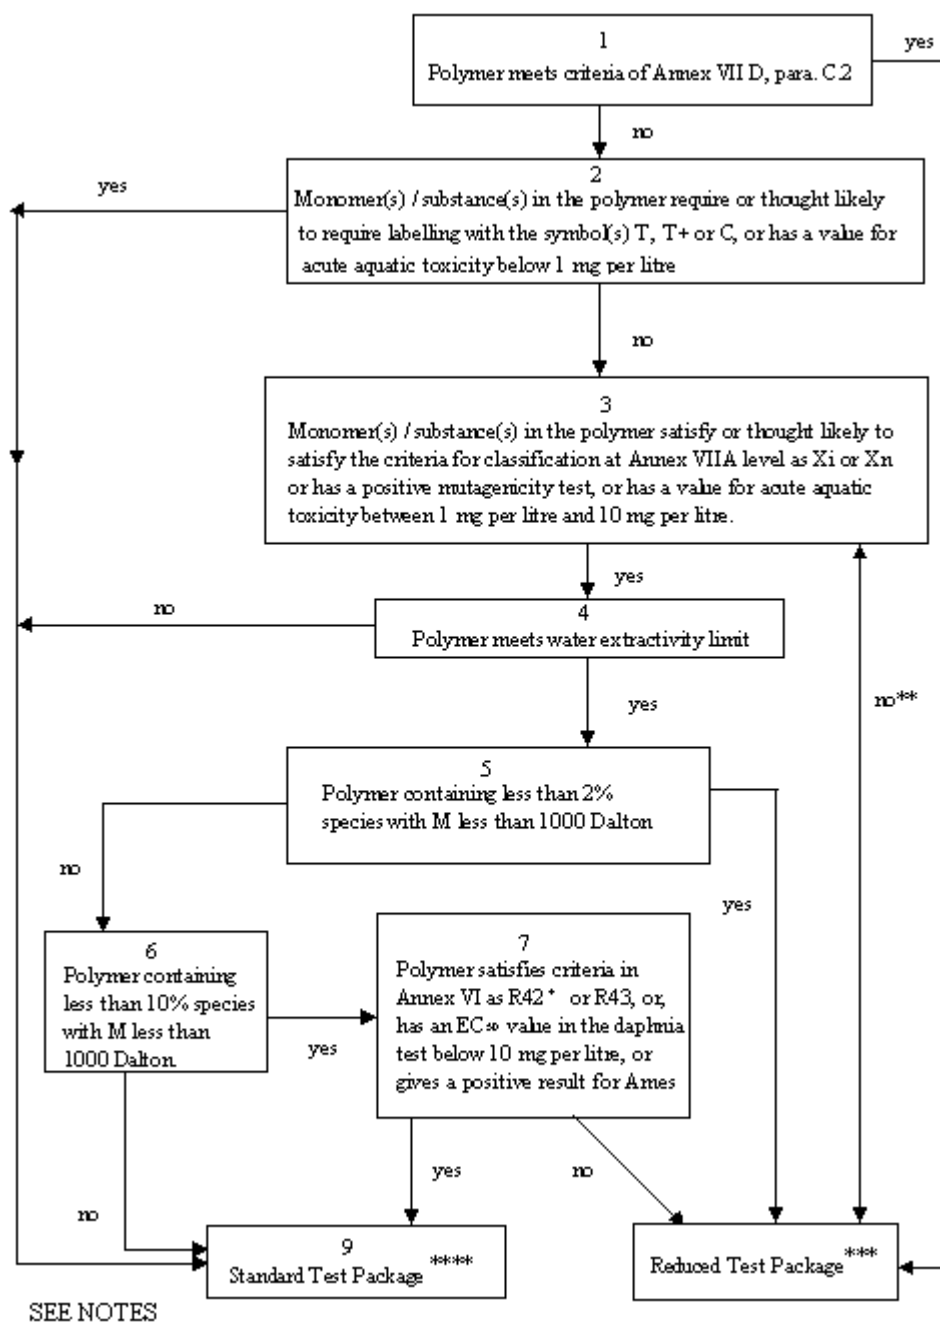 1
yes
Polymer meets criteria of Annex VII D, para. C.2
no
2
yes
Monomer(s) / substance(s) in the polymer require or thought likely
to require labelling with the symbol(s) T, T+ or C, or has a value for
acute aquatic toxicity below 1 mg per litre
no
3
Monomer(s) / substance(s) in the polymer satisfy or thought likely to
satisfy the criteria for classification at Annex VIIA level as Xi or Xn
or has a positive mutagenicity test, or has a value for acute aquatic
toxicity between 1 mg per litre and 10 mg per litre.
yes
no
4
Polymer meets water extractivity limit
yes
no**
5
Polymer containing less than 2%
species with M less than 1000 Dalton
no
yes
6
Polymer containing
less than 10% species
with M less than
1000 Dalton
yes
7
Polymer satisfies criteria in
Annex VI as R42* or R43, or,
has an EC50 value in the daphnia
test below 10 mg per litre, or
gives a positive result for Ames
yes
no
no
9
Standard Test Package ****
Reduced Test Package ***
SEE NOTES